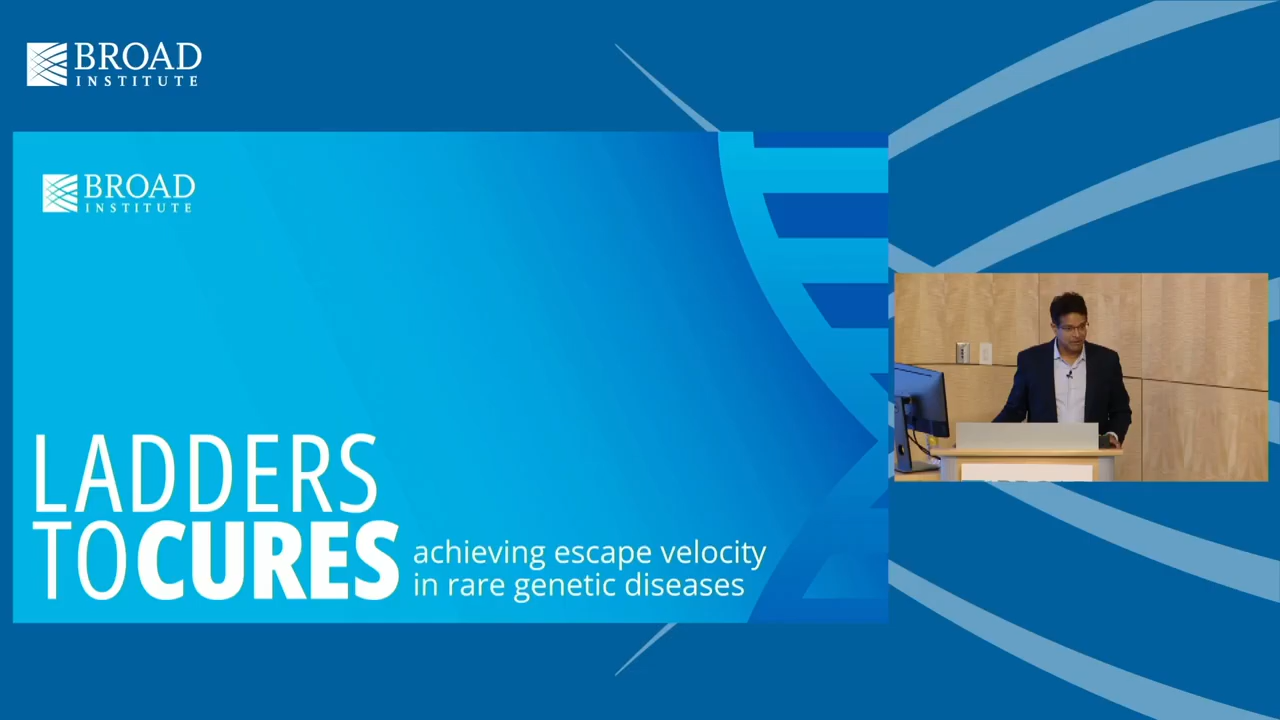 BROAD
INSTITUTE
BROAD
INSTITUTE
LADDERS
TOCURES
achieving escape velocity
in rare genetic diseases